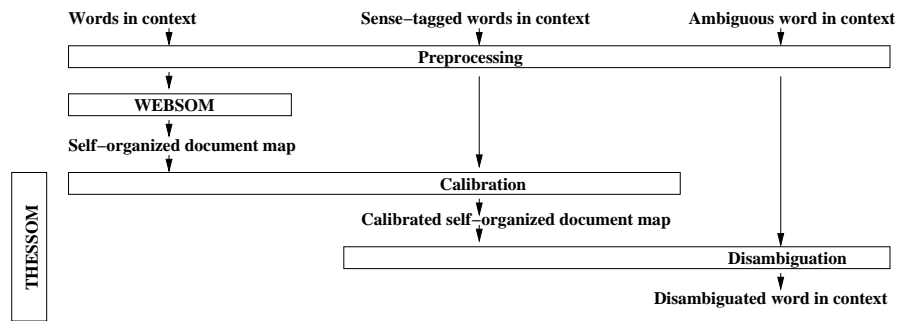 Words in context
Sense-tagged words in context
Ambiguous word in context
Preprocessing
WEBSOM
Self-organized document map
Calibration
Calibrated self-organized document map
THESSOM
Disambiguation
Disambiguated word in context